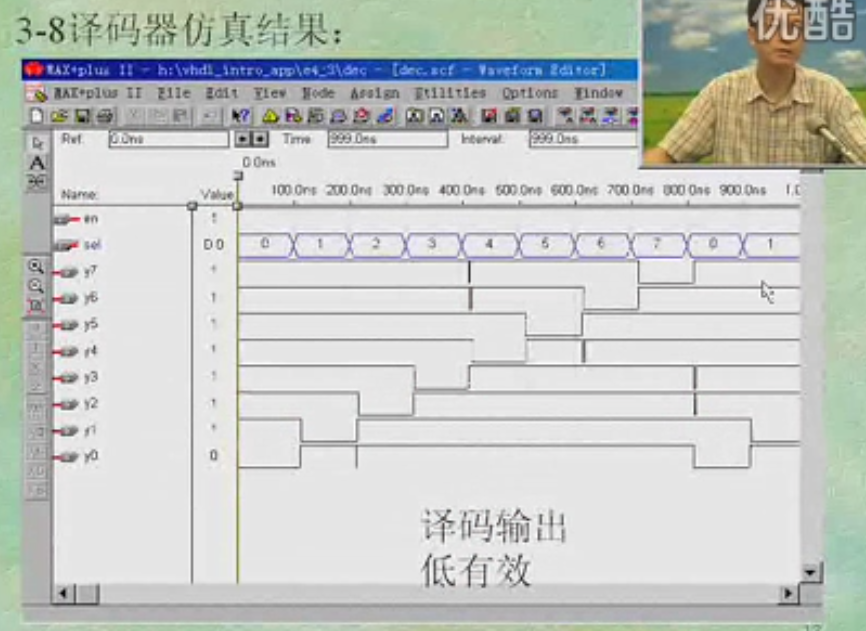 3-8译码器仿真结果:
优酷
MAX+plus II - h:\vhdl_intro_app\e4_3\dec - [dec.scf - Waveform Editor]
MAX+plus II File Edit View Node Assign Utilities Options Window
Ref: 0.0ns Time: 999.0ns Interval: 999.0ns
0.0ns
Name: Value: 100.0ns 200.0ns 300.0ns 400.0ns 500.0ns 600.0ns 700.0ns 800.0ns 900.0ns 1.0
en 1
sel D 0 0 1 2 3 4 5 6 7 0 1
y7 1
y6 1
y5 1
y4 1
y3 1
y2 1
y1 1
y0 0
译码输出
低有效